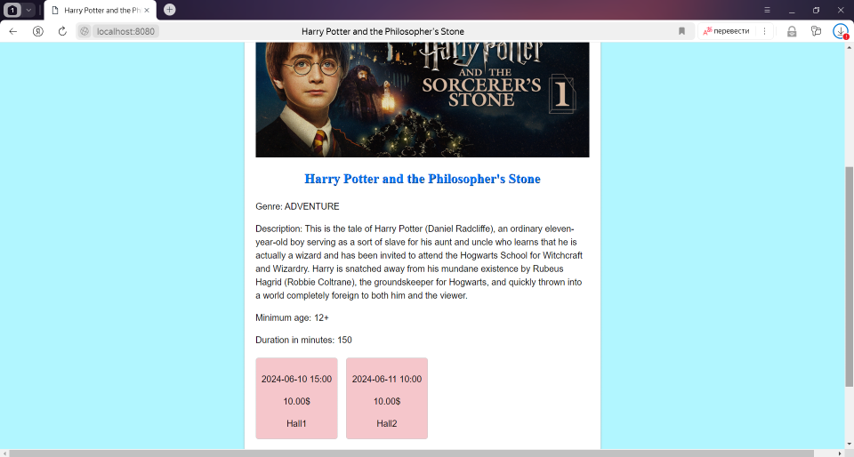 1
Harry Potter and the Ph
localhost:8080
Harry Potter and the Philosopher's Stone
перевести
Harry Potter
AND THE
SORCERER'S
STONE
1
Harry Potter and the Philosopher's Stone
Genre: ADVENTURE
Description: This is the tale of Harry Potter (Daniel Radcliffe), an ordinary eleven-
year-old boy serving as a sort of slave for his aunt and uncle who learns that he is
actually a wizard and has been invited to attend the Hogwarts School for Witchcraft
and Wizardry. Harry is snatched away from his mundane existence by Rubeus
Hagrid (Robbie Coltrane), the groundskeeper for Hogwarts, and quickly thrown into
a world completely foreign to both him and the viewer.
Minimum age: 12+
Duration in minutes: 150
2024-06-10 15:00
10.00$
Hall1
2024-06-11 10:00
10.00$
Hall2